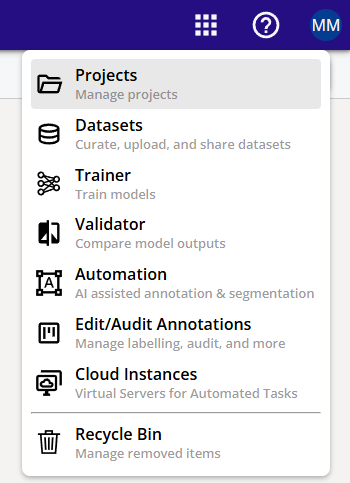 MM
Projects
Manage projects
Datasets
Curate, upload, and share datasets
Trainer
Train models
Validator
Compare model outputs
Automation
AI assisted annotation & segmentation
Edit/Audit Annotations
Manage labelling, audit, and more
Cloud Instances
Virtual Servers for Automated Tasks
Recycle Bin
Manage removed items